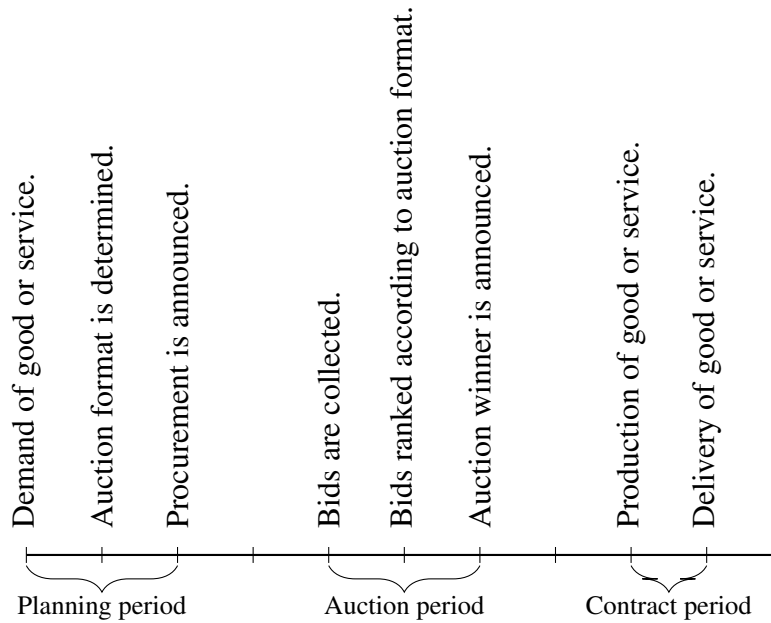 Demand of good or service.
Auction format is determined.
Procurement is announced.
Bids are collected.
Bids ranked according to auction format.
Auction winner is announced.
Production of good or service.
Delivery of good or service.
Planning period
Auction period
Contract period